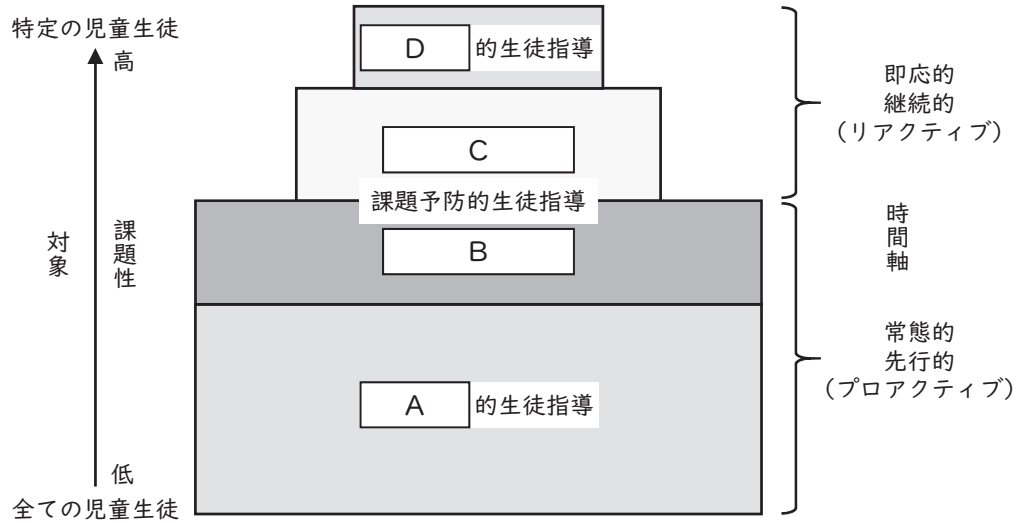 特定の児童生徒
高
対象
課題性
低
全ての児童生徒
D 的生徒指導
C
課題予防的生徒指導
B
A 的生徒指導
即応的
継続的
(リアクティブ)
時間軸
常態的
先行的
(プロアクティブ)